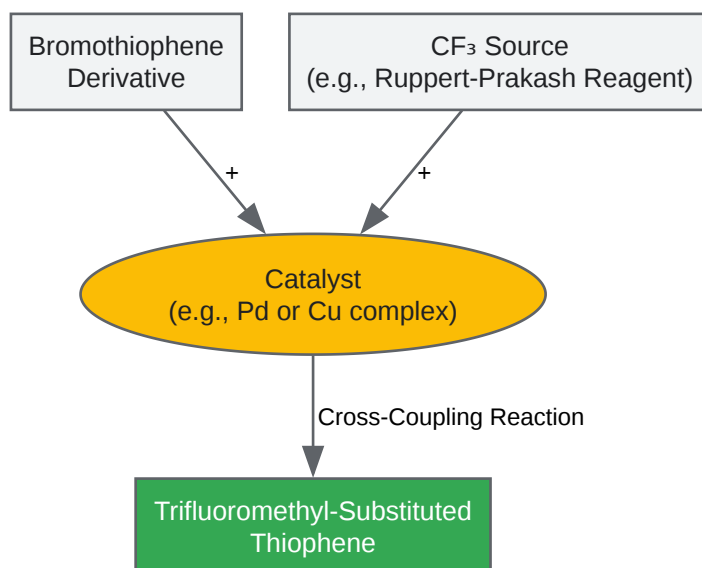 Bromothiophene
Derivative
CF₃ Source
(e.g., Ruppert-Prakash Reagent)
+
+
Catalyst
(e.g., Pd or Cu complex)
Cross-Coupling Reaction
Trifluoromethyl-Substituted
Thiophene